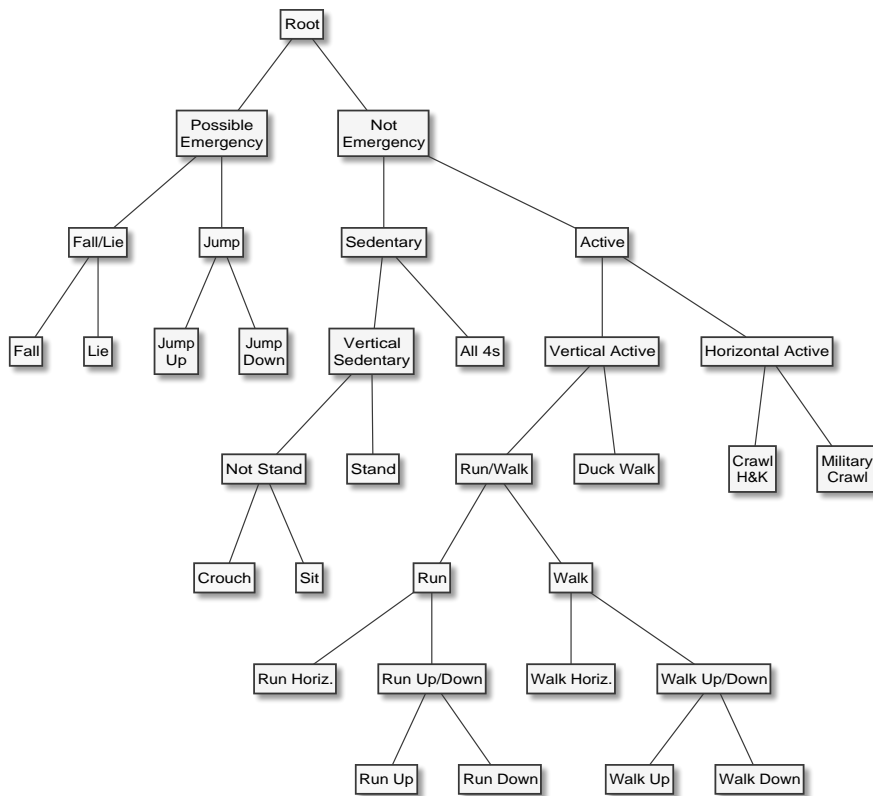 Root
Possible
Emergency
Not
Emergency
Fall/Lie
Jump
Sedentary
Active
Fall
Lie
Jump
Up
Jump
Down
Vertical
Sedentary
All 4s
Vertical Active
Horizontal Active
Not Stand
Stand
Run/Walk
Duck Walk
Crawl
H&K
Military
Crawl
Crouch
Sit
Run
Walk
Run Horiz.
Run Up/Down
Walk Horiz.
Walk Up/Down
Run Up
Run Down
Walk Up
Walk Down